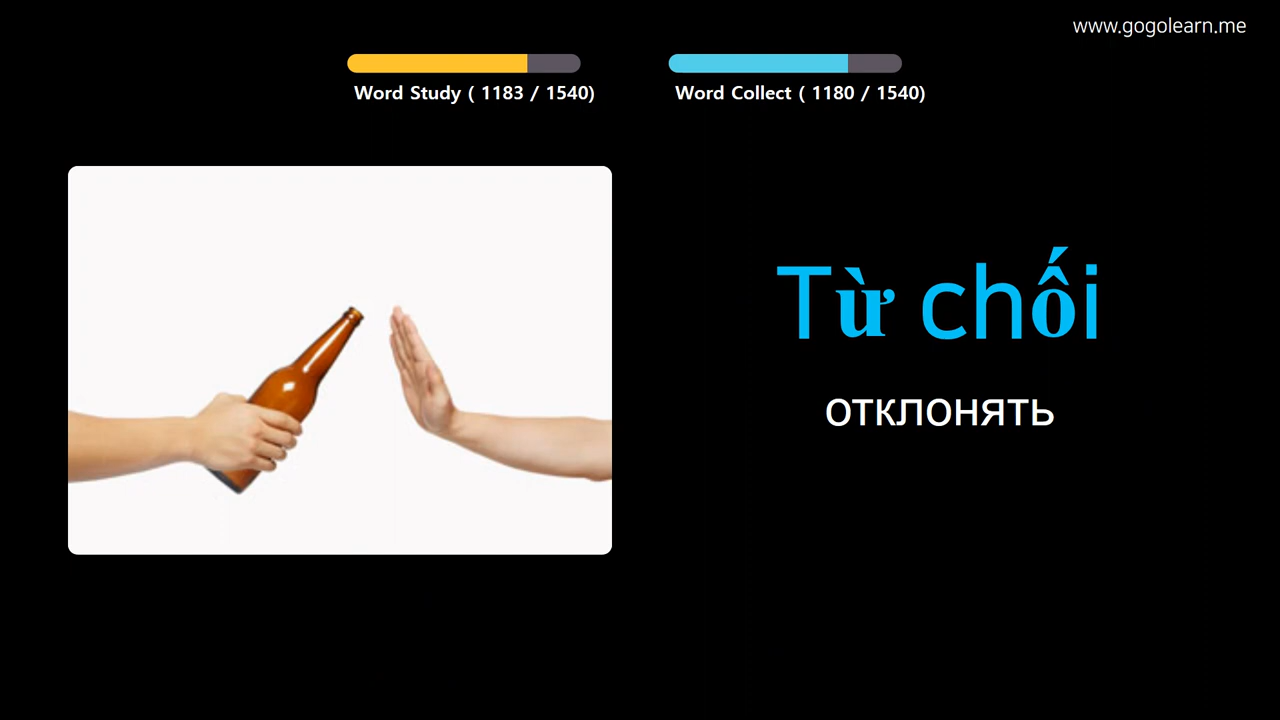 www.gogolearn.me
Word Study ( 1183 / 1540)
Word Collect ( 1180 / 1540)
Từ chối
отклонять